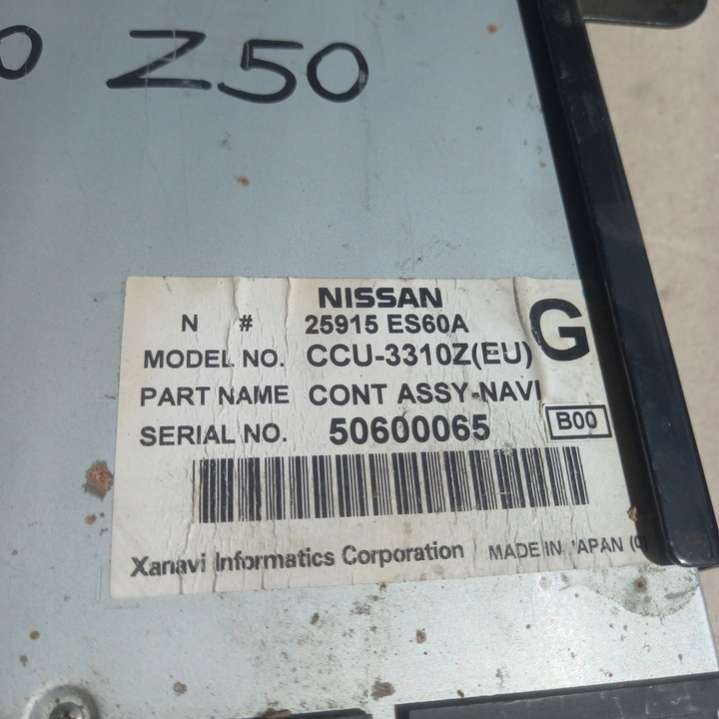 0 Z50
NISSAN
N # 25915 ES60A
G
MODEL NO. CCU-3310Z(EU)
PART NAME CONT ASSY-NAVI
SERIAL NO. 50600065
B00
Xanavi Informatics Corporation MADE IN